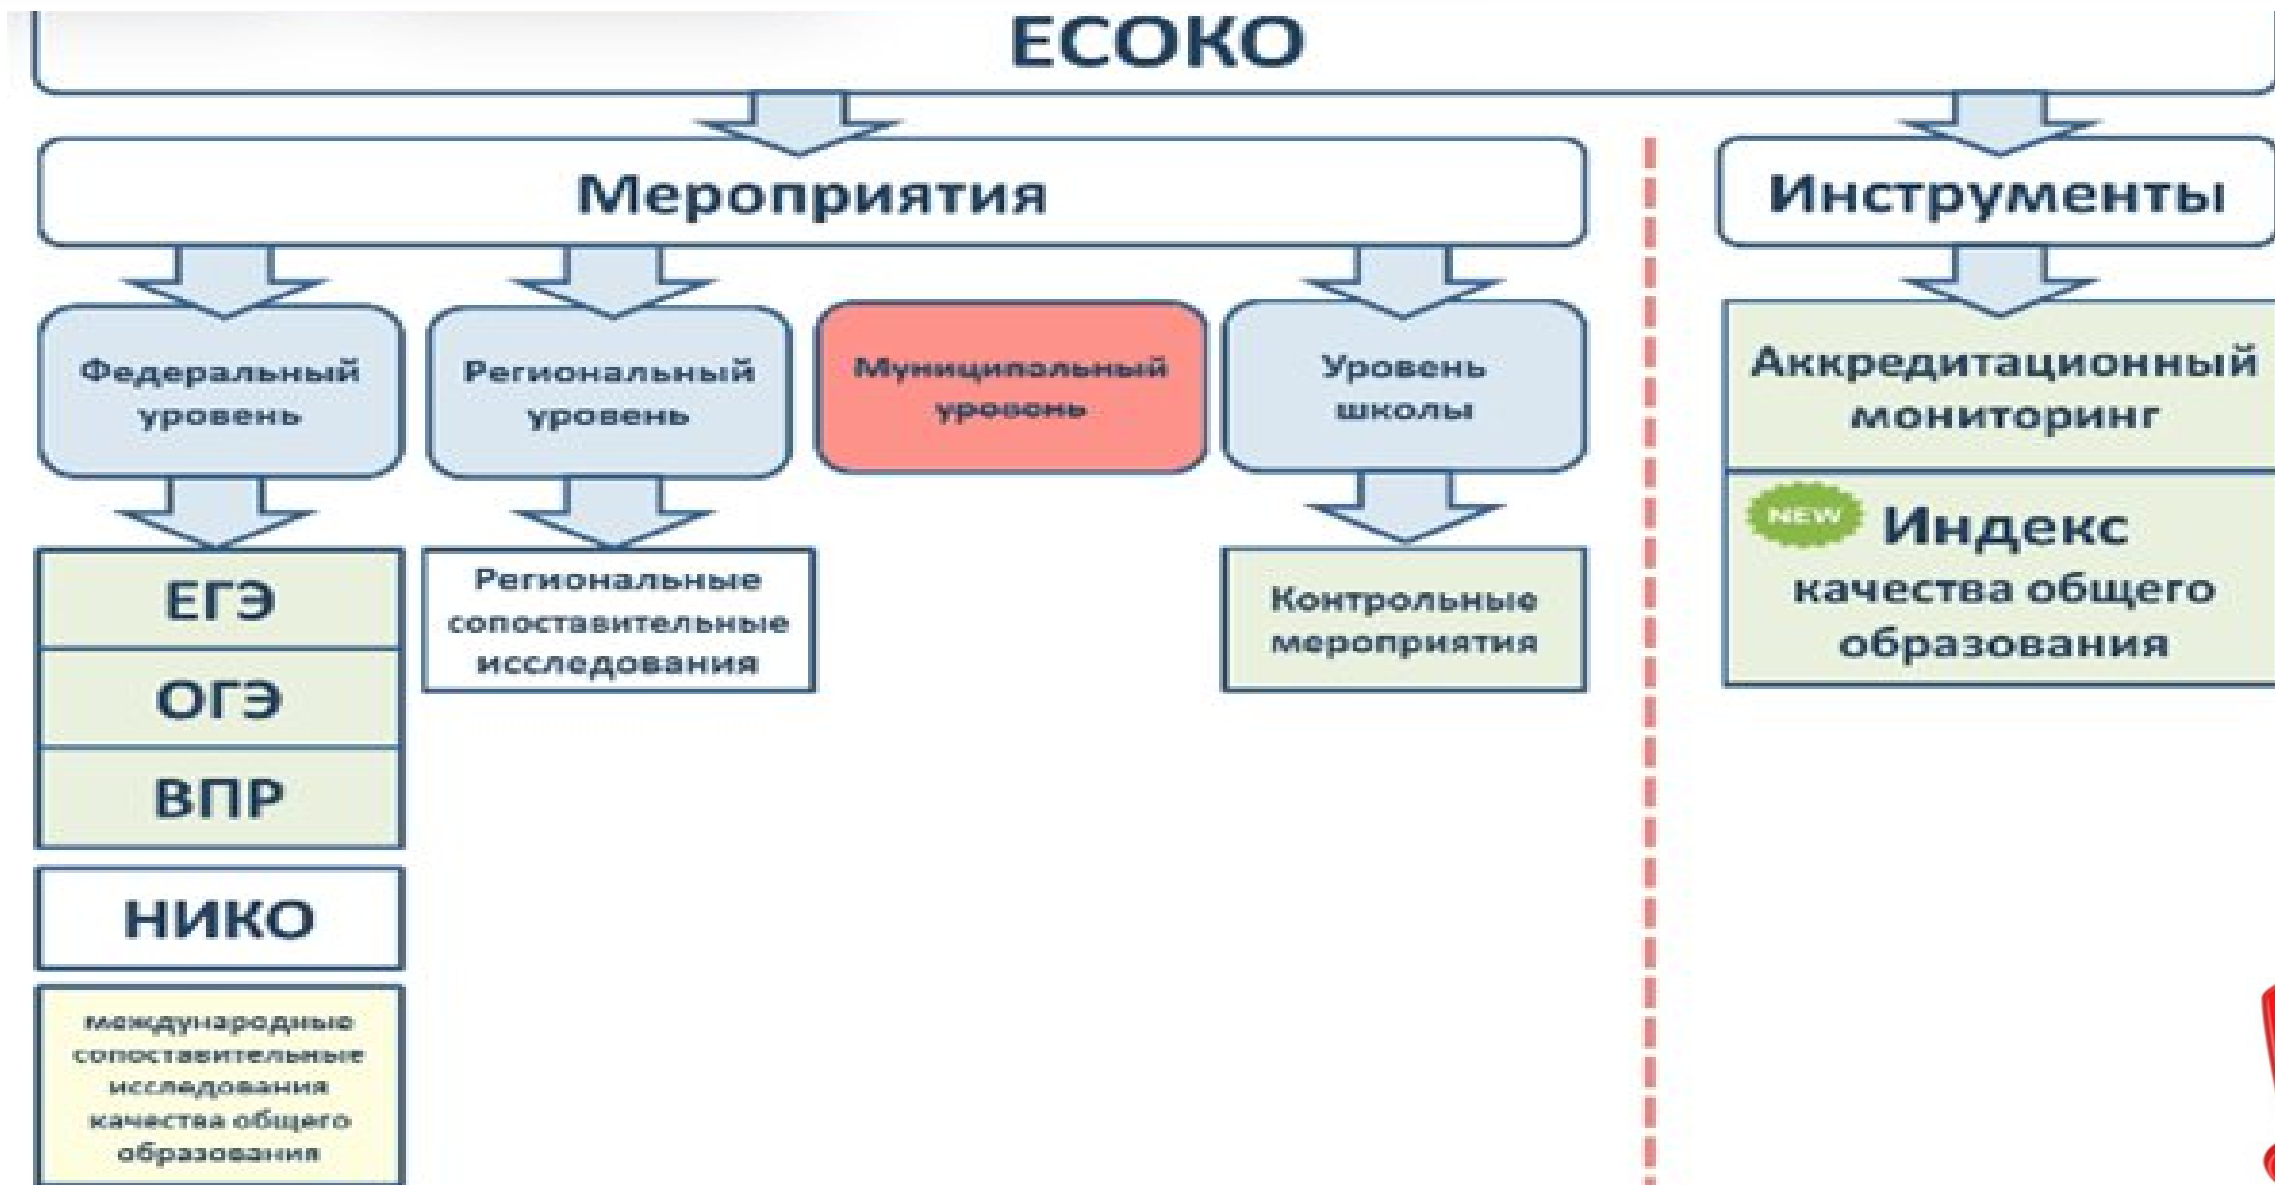 ЕСОКО
Мероприятия
Инструменты
Федеральный
уровень
Региональный
уровень
Муниципальный
уровень
Уровень
школы
Аккредитационный
мониторинг
NEW Индекс
качества общего
образования
ЕГЭ
ОГЭ
ВПР
НИКО
международные
сопоставительные
исследования
качества общего
образования
Региональные
сопоставительные
исследования
Контрольные
мероприятия